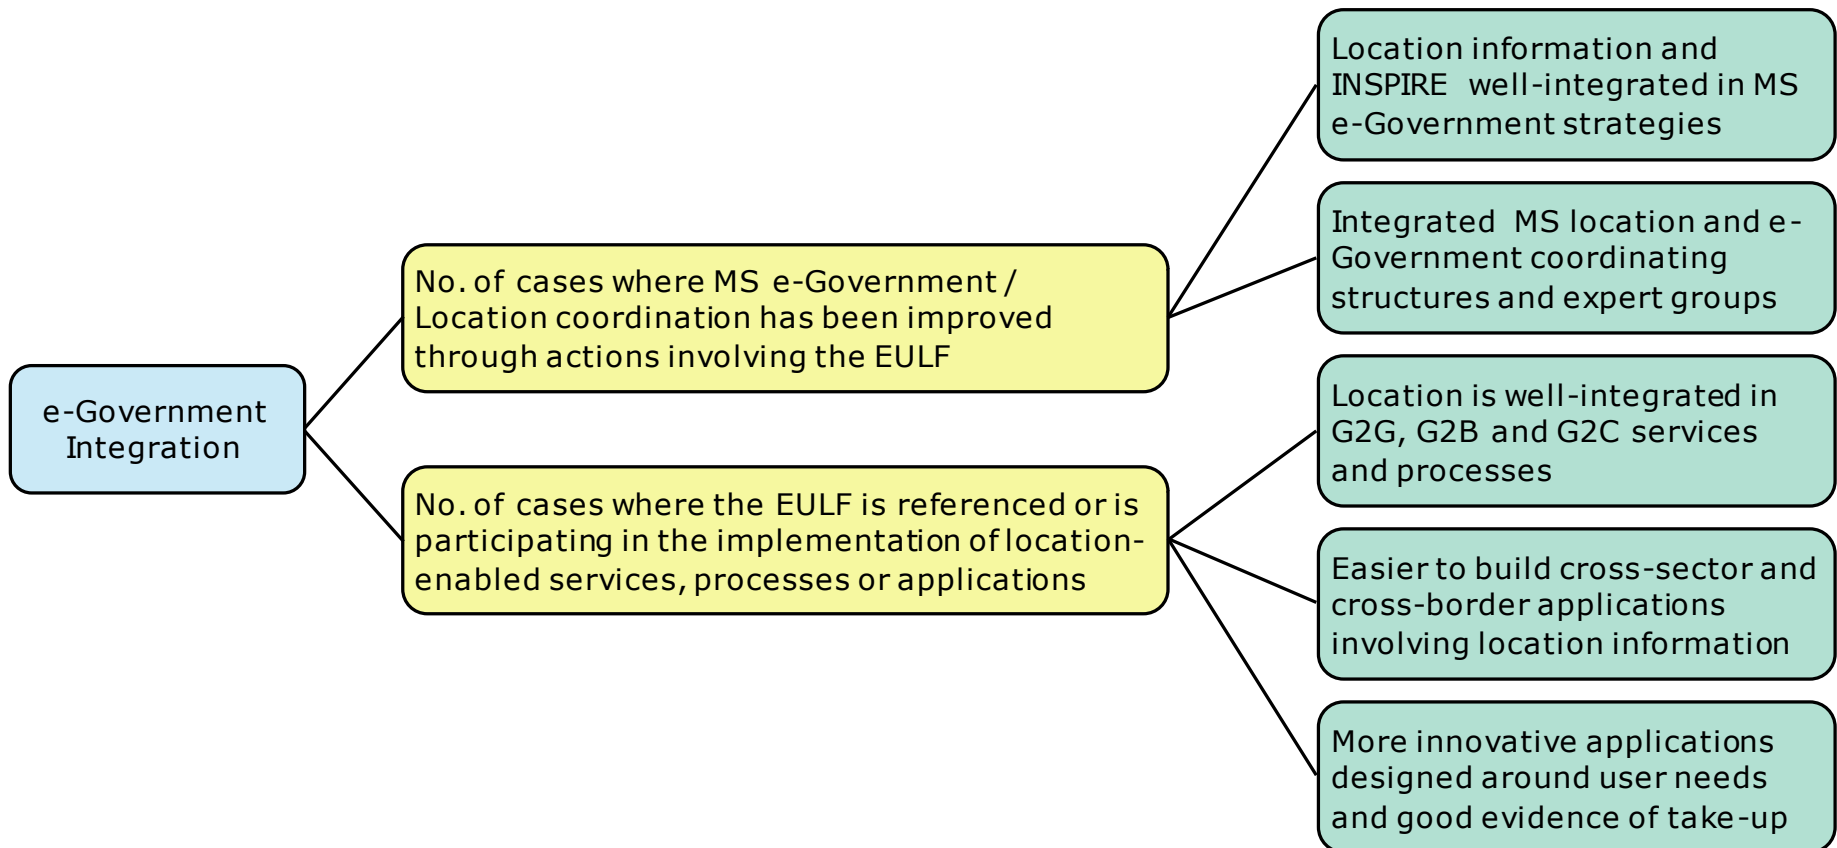 e-Government
Integration
No. of cases where MS e-Government /
Location coordination has been improved
through actions involving the EULF
No. of cases where the EULF is referenced or is
participating in the implementation of location-
enabled services, processes or applications
Location information and
INSPIRE well-integrated in MS
e-Government strategies
Integrated MS location and e-
Government coordinating
structures and expert groups
Location is well-integrated in
G2G, G2B and G2C services
and processes
Easier to build cross-sector and
cross-border applications
involving location information
More innovative applications
designed around user needs
and good evidence of take-up